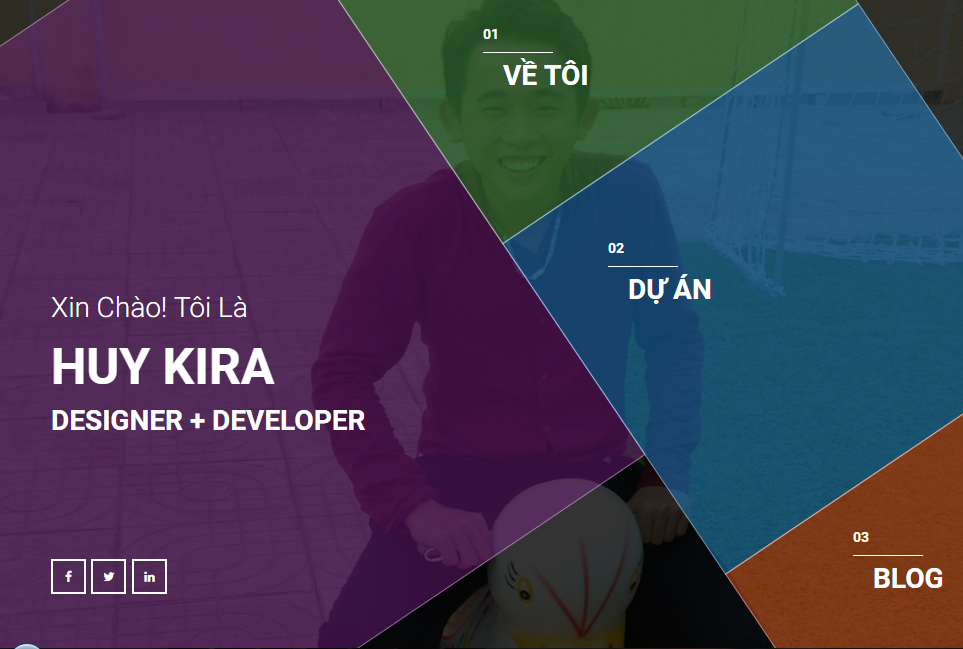 01
VỀ TÔI
02
DỰ ÁN
Xin Chào! Tôi Là
HUY KIRA
DESIGNER + DEVELOPER
03
BLOG
f
in